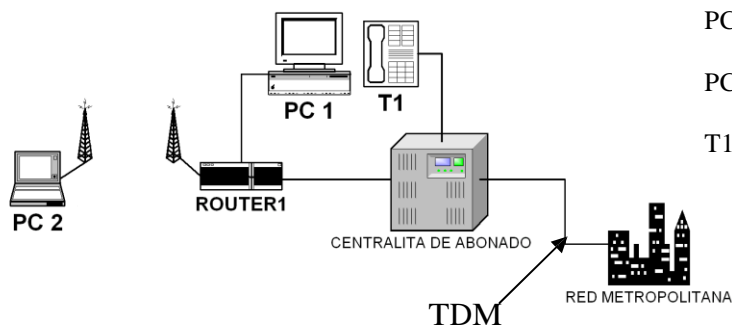 PC
PC
T1
PC 1
T1
PC 2
ROUTER1
CENTRALITA DE ABONADO
RED METROPOLITANA
TDM